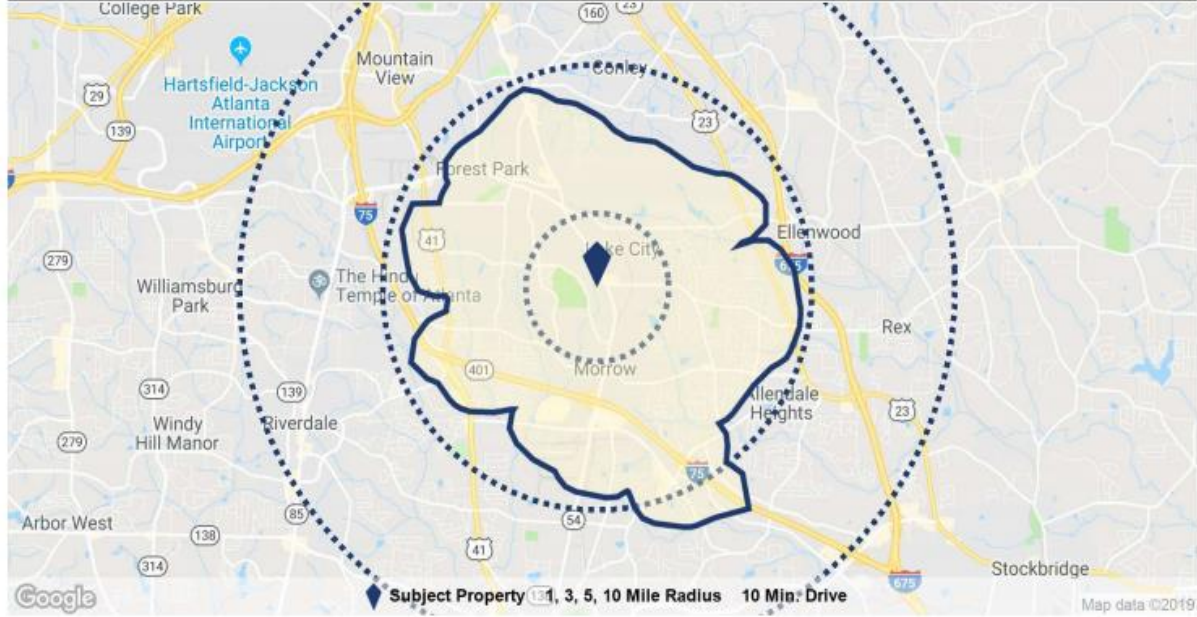 College Park
160
23
Mountain
View
Conley
Hartsfield-Jackson
Atlanta
International
Airport
29
139
23
Forest Park
75
41
Lake City
Ellenwood
279
The Hindu
Temple of Atlanta
Williamsburg
Park
675
Rex
401
Morrow
314
139
Allendale
Heights
23
Windy
Hill Manor
Riverdale
279
75
85
Arbor West
54
138
41
314
Stockbridge
675
Google
Subject Property
1, 3, 5, 10 Mile Radius
10 Min. Drive
Map data ©2019